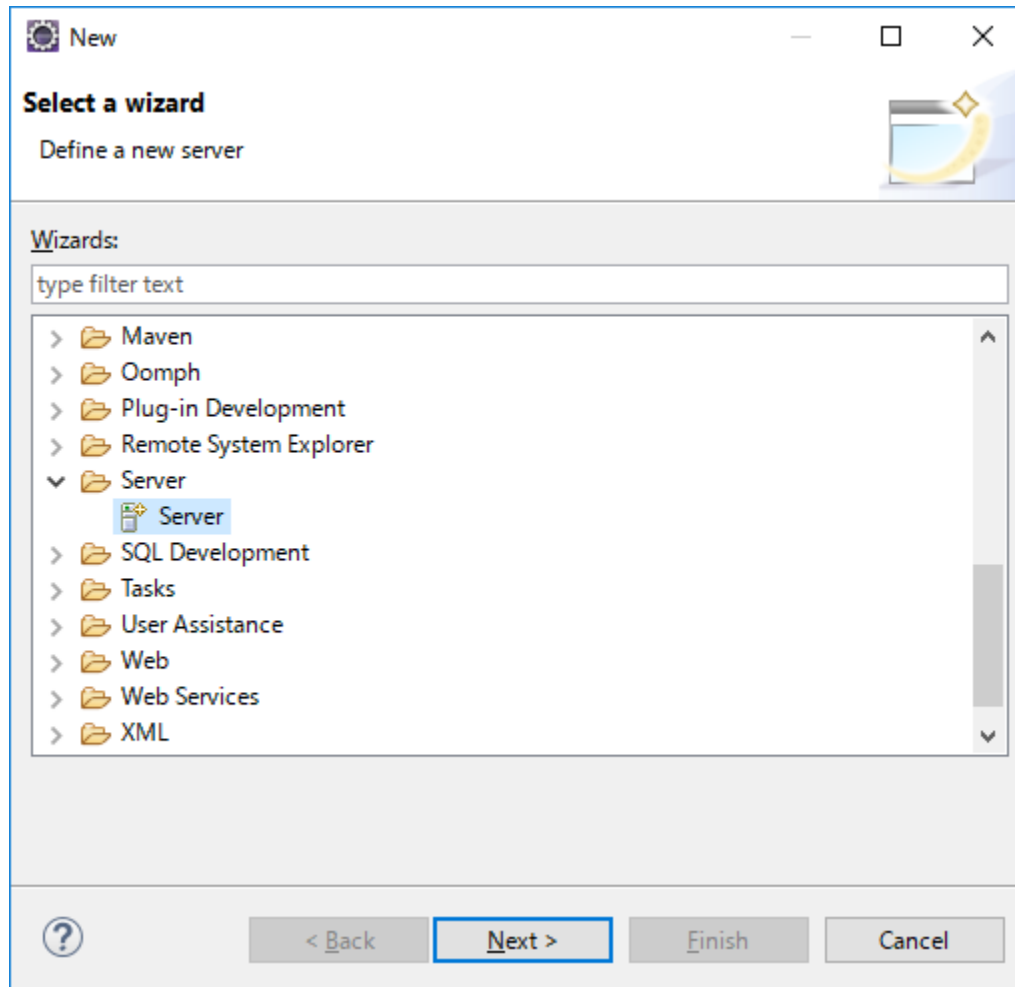 New
Select a wizard
Define a new server
Wizards:
type filter text
Maven
Oomph
Plug-in Development
Remote System Explorer
Server
Server
SQL Development
Tasks
User Assistance
Web
Web Services
XML
?
< Back Next > Finish Cancel